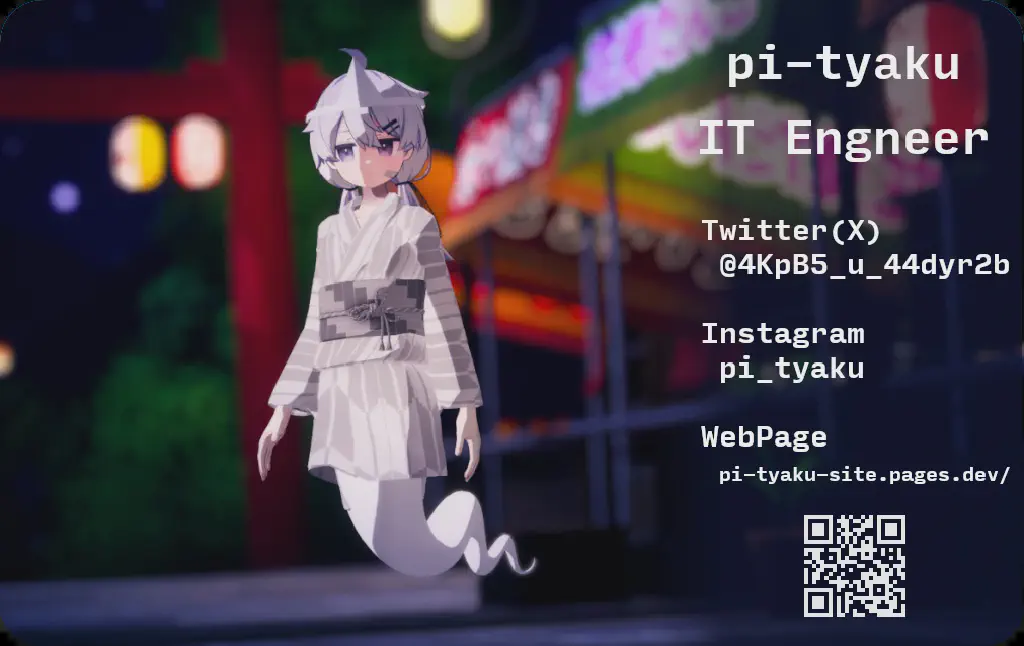 pi-tyaku
IT Engneer
Twitter(X)
@4KpB5_u_44dyr2b
Instagram
pi_tyaku
WebPage
pi-tyaku-site.pages.dev/